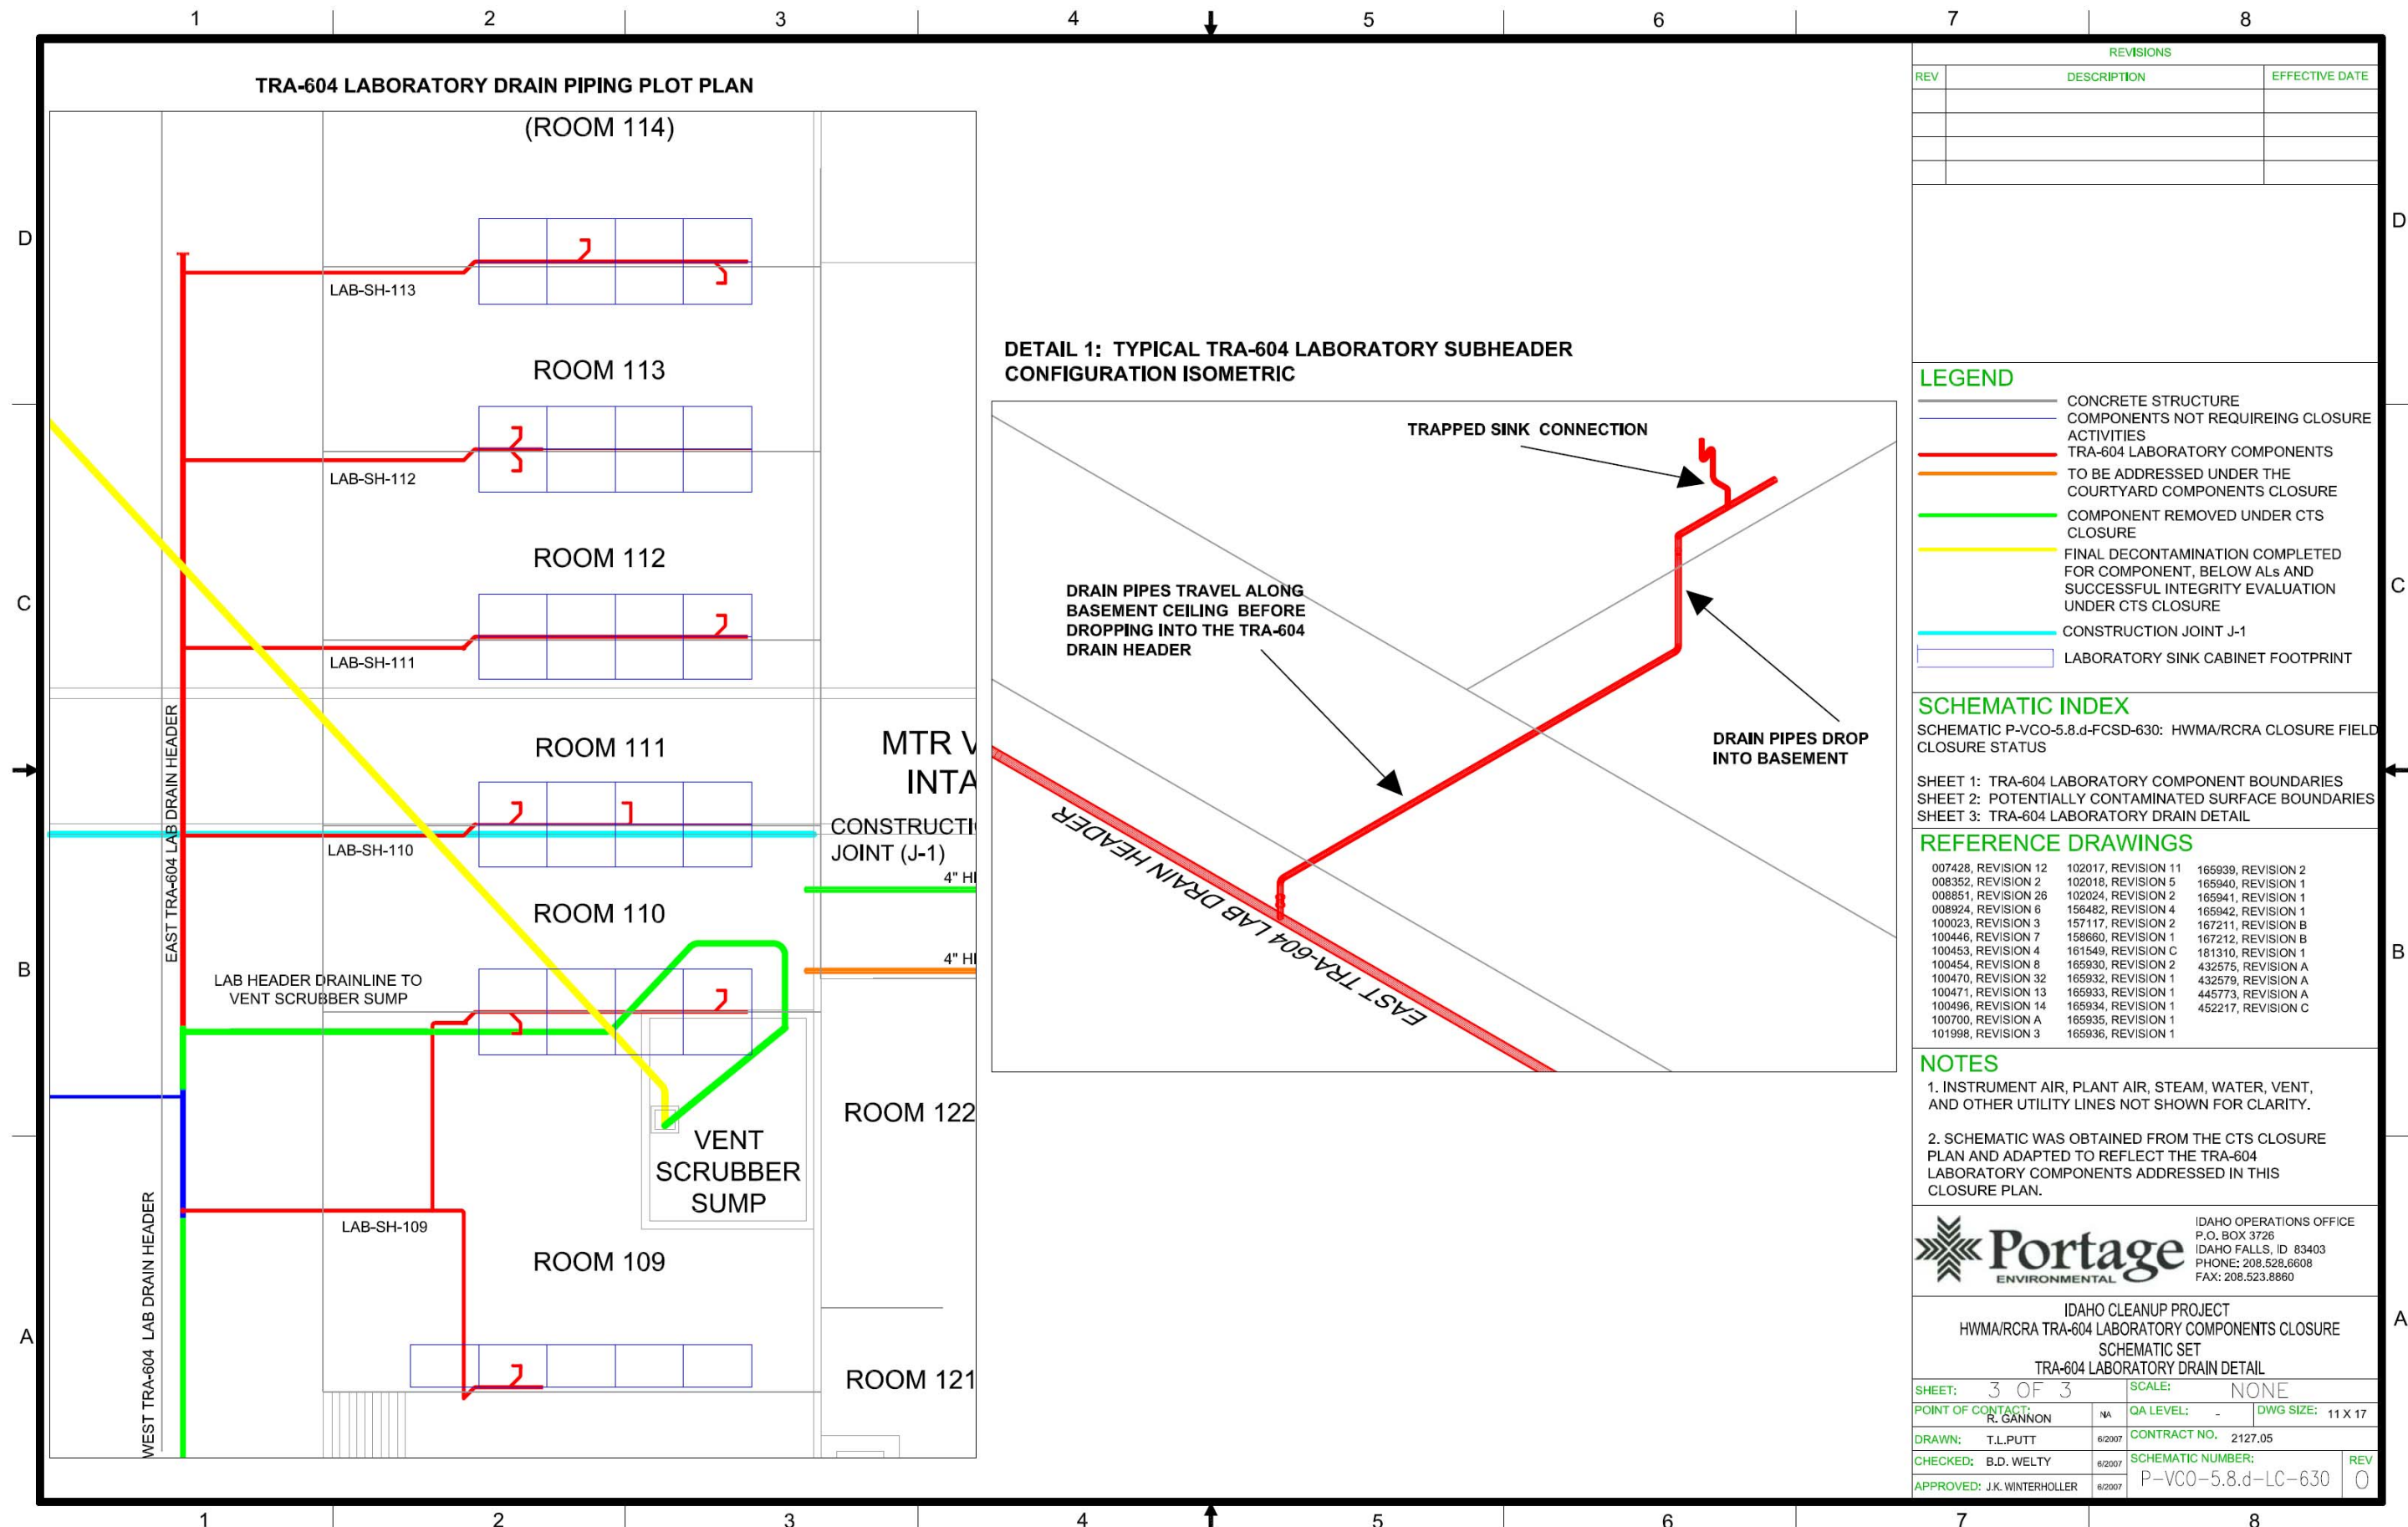 1 2 3 4 5 6 7 8
TRA-604 LABORATORY DRAIN PIPING PLOT PLAN
(ROOM 114)
D
LAB-SH-113
ROOM 113
LAB-SH-112
ROOM 112
C
LAB-SH-111
EAST TRA-604 LAB DRAIN HEADER
ROOM 111
MTR V
INTA
CONSTRUCTI
JOINT (J-1)
LAB-SH-110
4" H
ROOM 110
4" H
B
LAB HEADER DRAINLINE TO
VENT SCRUBBER SUMP
ROOM 122
VENT
SCRUBBER
SUMP
WEST TRA-604 LAB DRAIN HEADER
LAB-SH-109
ROOM 109
A
ROOM 121
DETAIL 1: TYPICAL TRA-604 LABORATORY SUBHEADER
CONFIGURATION ISOMETRIC
TRAPPED SINK CONNECTION
DRAIN PIPES TRAVEL ALONG
BASEMENT CEILING BEFORE
DROPPING INTO THE TRA-604
DRAIN HEADER
DRAIN PIPES DROP
INTO BASEMENT
EAST TRA-604 LAB DRAIN HEADER
REVISIONS
REV DESCRIPTION EFFECTIVE DATE
D
LEGEND
CONCRETE STRUCTURE
COMPONENTS NOT REQUIREING CLOSURE
ACTIVITIES
TRA-604 LABORATORY COMPONENTS
TO BE ADDRESSED UNDER THE
COURTYARD COMPONENTS CLOSURE
COMPONENT REMOVED UNDER CTS
CLOSURE
FINAL DECONTAMINATION COMPLETED
FOR COMPONENT, BELOW ALs AND
SUCCESSFUL INTEGRITY EVALUATION
UNDER CTS CLOSURE
C
CONSTRUCTION JOINT J-1
LABORATORY SINK CABINET FOOTPRINT
SCHEMATIC INDEX
SCHEMATIC P-VCO-5.8.d-FCSD-630: HWMA/RCRA CLOSURE FIELD
CLOSURE STATUS
SHEET 1: TRA-604 LABORATORY COMPONENT BOUNDARIES
SHEET 2: POTENTIALLY CONTAMINATED SURFACE BOUNDARIES
SHEET 3: TRA-604 LABORATORY DRAIN DETAIL
REFERENCE DRAWINGS
007428, REVISION 12 102017, REVISION 11 165939, REVISION 2
008352, REVISION 2 102018, REVISION 5 165940, REVISION 1
008851, REVISION 26 102024, REVISION 2 165941, REVISION 1
008924, REVISION 6 156482, REVISION 4 165942, REVISION 1
100023, REVISION 3 157117, REVISION 2 167211, REVISION B
100446, REVISION 7 158660, REVISION 1 167212, REVISION B
100453, REVISION 4 161549, REVISION C 181310, REVISION 1
100454, REVISION 8 165930, REVISION 2 432575, REVISION A
100470, REVISION 32 165932, REVISION 1 432579, REVISION A
100471, REVISION 13 165933, REVISION 1 445773, REVISION A
100496, REVISION 14 165934, REVISION 1 452217, REVISION C
100700, REVISION A 165935, REVISION 1
101998, REVISION 3 165936, REVISION 1
B
NOTES
1. INSTRUMENT AIR, PLANT AIR, STEAM, WATER, VENT,
AND OTHER UTILITY LINES NOT SHOWN FOR CLARITY.
2. SCHEMATIC WAS OBTAINED FROM THE CTS CLOSURE
PLAN AND ADAPTED TO REFLECT THE TRA-604
LABORATORY COMPONENTS ADDRESSED IN THIS
CLOSURE PLAN.
Portage
ENVIRONMENTAL
IDAHO OPERATIONS OFFICE
P.O. BOX 3726
IDAHO FALLS, ID 83403
PHONE: 208.528.6608
FAX: 208.523.8860
IDAHO CLEANUP PROJECT
HWMA/RCRA TRA-604 LABORATORY COMPONENTS CLOSURE
SCHEMATIC SET
TRA-604 LABORATORY DRAIN DETAIL
A
SHEET: 3 OF 3 SCALE: NONE
POINT OF CONTACT: R. GANNON NA QA LEVEL: - DWG SIZE: 11 X 17
DRAWN: T.L.PUTT 6/2007 CONTRACT NO. 2127.05
CHECKED: B.D. WELTY 6/2007 SCHEMATIC NUMBER: P-VCO-5.8.d-LC-630 REV 0
APPROVED: J.K. WINTERHOLLER 6/2007
1 2 3 4 5 6 7 8